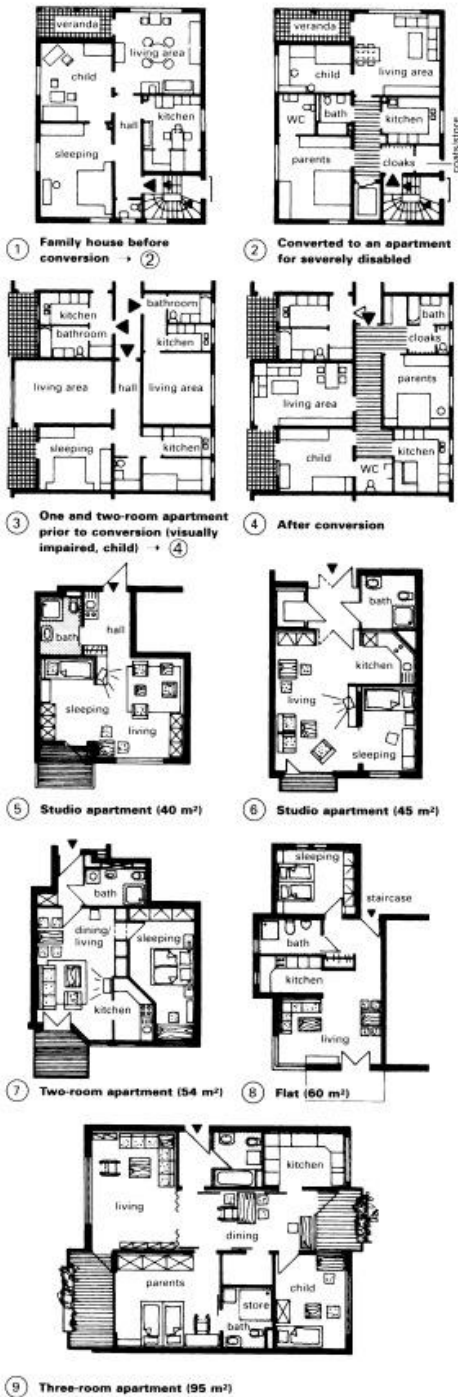 veranda
living area
child
hall
kitchen
sleeping
① Family house before
conversion → ②
veranda
child
living area
WC
bath
kitchen
parents
cloaks
coats/store
② Converted to an apartment
for severely disabled
kitchen
bathroom
bathroom
kitchen
living area
hall
living area
sleeping
kitchen
③ One and two-room apartment
prior to conversion (visually
impaired, child) → ④
bath
cloaks
parents
living area
child
WC
kitchen
④ After conversion
hall
bath
sleeping
living
⑤ Studio apartment (40 m²)
bath
kitchen
living
sleeping
⑥ Studio apartment (45 m²)
bath
dining/
living
sleeping
kitchen
⑦ Two-room apartment (54 m²)
sleeping
staircase
bath
kitchen
living
⑧ Flat (60 m²)
kitchen
living
dining
parents
child
store
bath
⑨ Three-room apartment (95 m²)